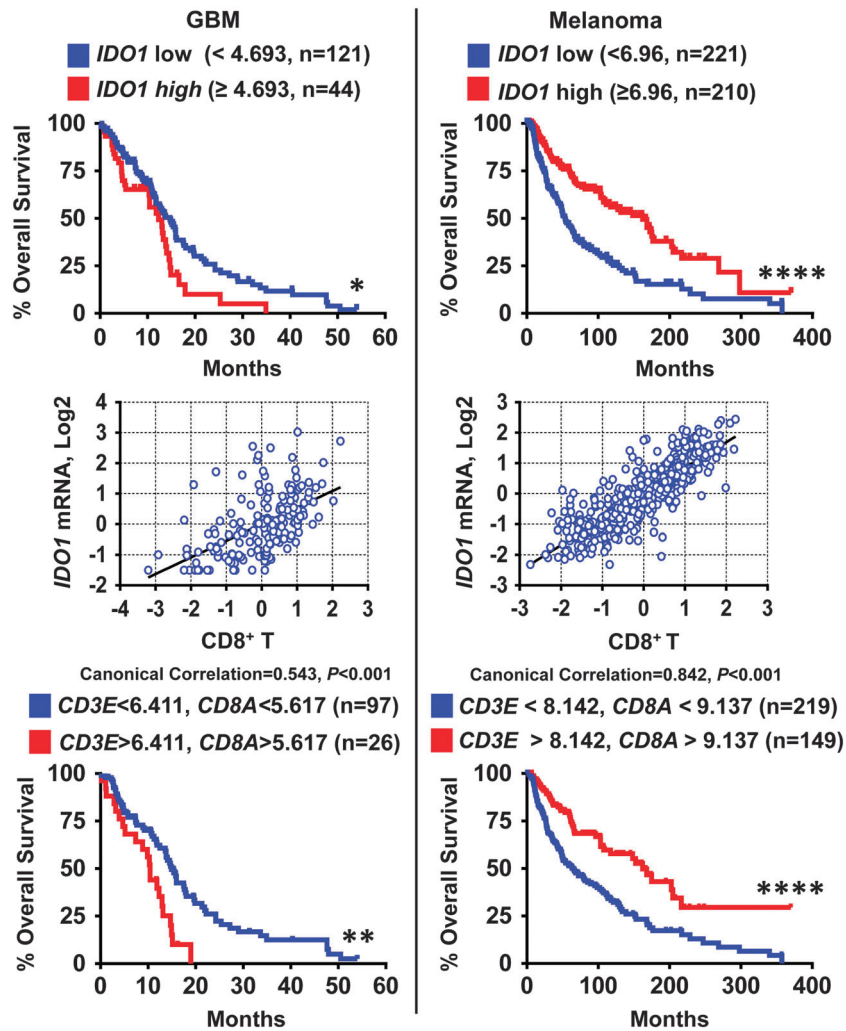 GBM
IDO1 low (< 4.693, n=121)
IDO1 high (≥ 4.693, n=44)
% Overall Survival
100
75
50
25
0
*
0 10 20 30 40 50 60
Months
IDO1 mRNA, Log2
4
3
2
1
0
-1
-2
-4 -3 -2 -1 0 1 2 3
CD8+ T
Canonical Correlation=0.543, P<0.001
CD3E<6.411, CD8A<5.617 (n=97)
CD3E>6.411, CD8A>5.617 (n=26)
% Overall Survival
100
75
50
25
0
**
0 10 20 30 40 50 60
Months
Melanoma
IDO1 low (<6.96, n=221)
IDO1 high (≥6.96, n=210)
% Overall Survival
100
75
50
25
0
****
0 100 200 300 400
Months
IDO1 mRNA, Log2
3
2
1
0
-1
-2
-3
-3 -2 -1 0 1 2 3
CD8+ T
Canonical Correlation=0.842, P<0.001
CD3E < 8.142, CD8A < 9.137 (n=219)
CD3E > 8.142, CD8A > 9.137 (n=149)
% Overall Survival
100
75
50
25
0
****
0 100 200 300 400
Months